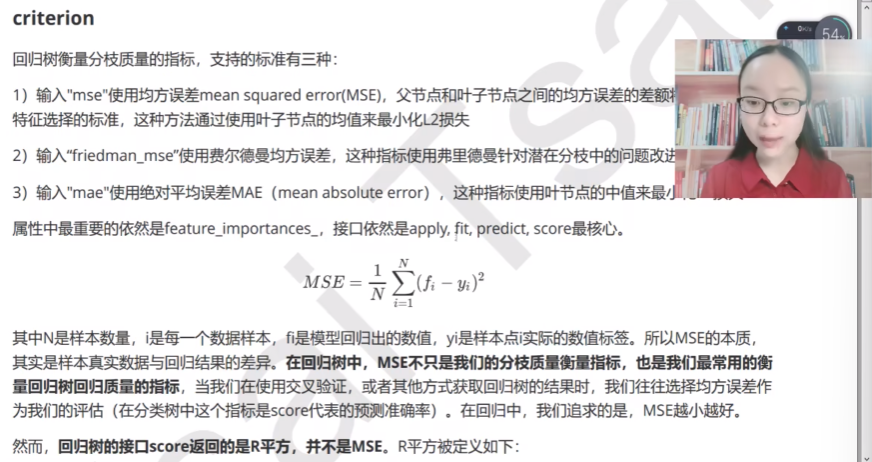 criterion
回归树衡量分枝质量的指标，支持的标准有三种：
1）输入"mse"使用均方误差mean squared error(MSE)，父节点和叶子节点之间的均方误差的差额
特征选择的标准，这种方法通过使用叶子节点的均值来最小化L2损失
2）输入“friedman_mse”使用费尔德曼均方误差，这种指标使用弗里德曼针对潜在分枝中的问题改进
3）输入"mae"使用绝对平均误差MAE（mean absolute error），这种指标使用叶节点的中值来最小
属性中最重要的依然是feature_importances_，接口依然是apply, fit, predict, score最核心。
MSE = \frac{1}{N} \sum_{i=1}^{N} (f_i − y_i)^2
其中N是样本数量，i是每一个数据样本，fi是模型回归出的数值，yi是样本点i实际的数值标签。所以MSE的本质，
其实是样本真实数据与回归结果的差异。在回归树中，MSE不只是我们的分枝质量衡量指标，也是我们最常用的衡
量回归树回归质量的指标，当我们在使用交叉验证，或者其他方式获取回归树的结果时，我们往往选择均方误差作
为我们的评估（在分类树中这个指标是score代表的预测准确率）。在回归中，我们追求的是，MSE越小越好。
然而，回归树的接口score返回的是R平方，并不是MSE。R平方被定义如下：